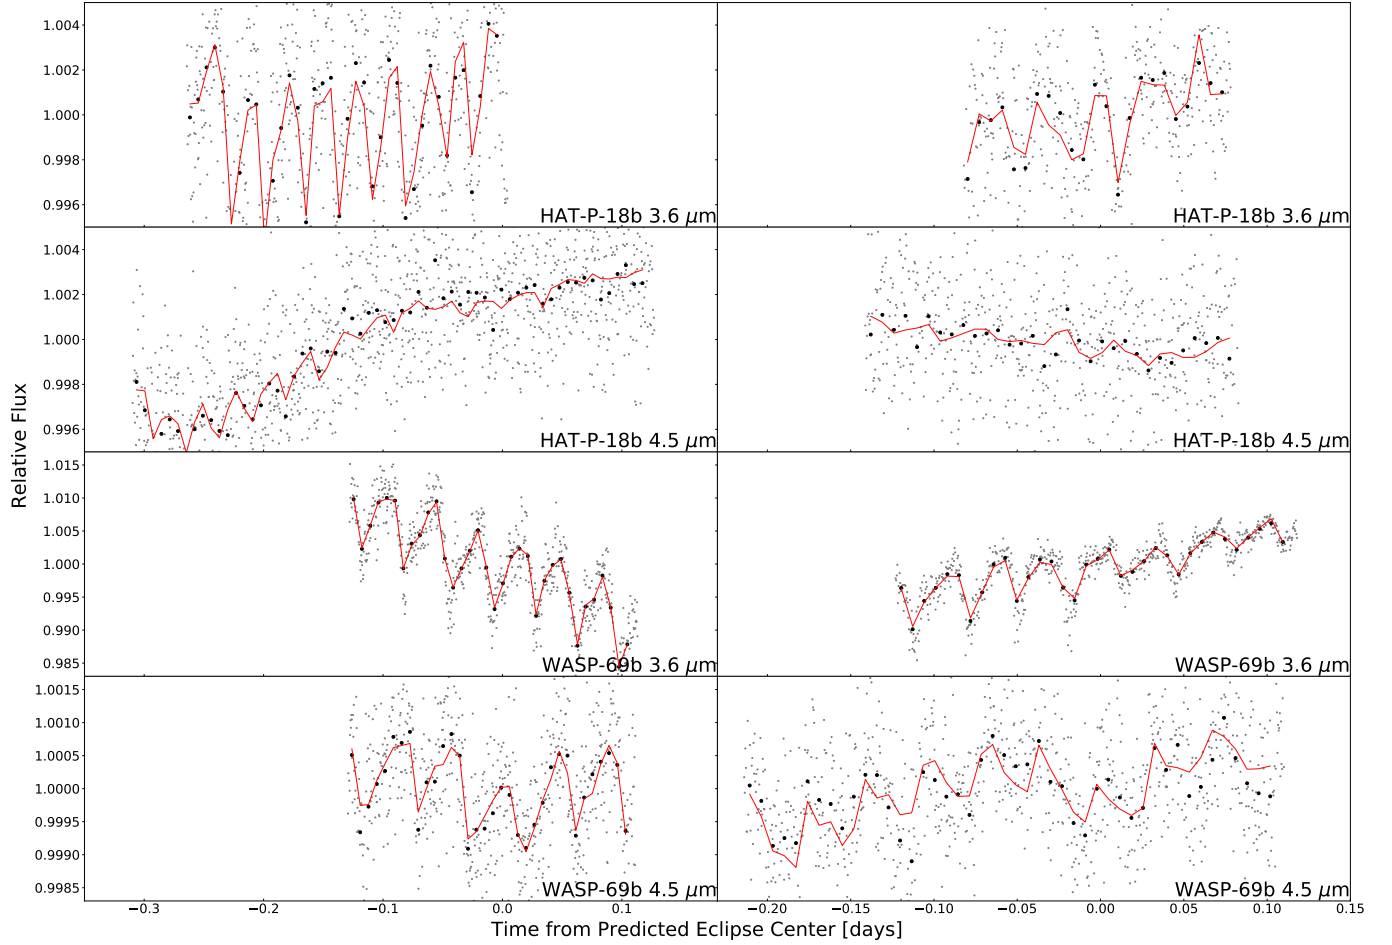 1.004
1.002
1.000
0.998
0.996
HAT-P-18b 3.6 μm
HAT-P-18b 3.6 μm
1.004
1.002
1.000
0.998
0.996
HAT-P-18b 4.5 μm
HAT-P-18b 4.5 μm
Relative Flux
1.015
1.010
1.005
1.000
0.995
0.990
0.985
WASP-69b 3.6 μm
WASP-69b 3.6 μm
1.0015
1.0010
1.0005
1.0000
0.9995
0.9990
0.9985
WASP-69b 4.5 μm
WASP-69b 4.5 μm
−0.3 −0.2 −0.1 0.0 0.1
−0.20 −0.15 −0.10 −0.05 0.00 0.05 0.10 0.15
Time from Predicted Eclipse Center [days]